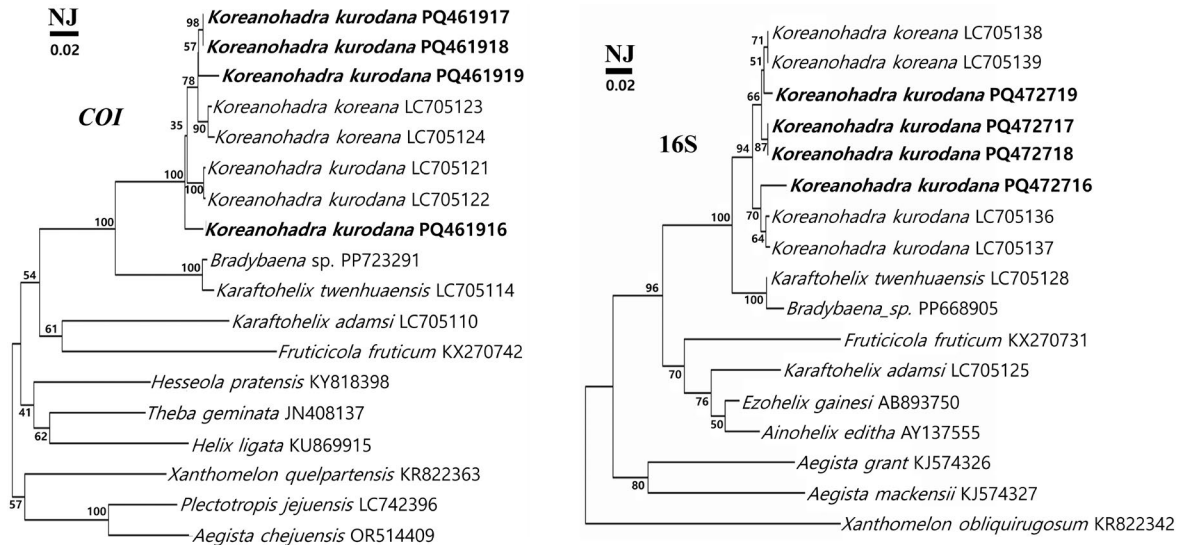 NJ
0.02
COI
98
Koreanohadra kurodana PQ461917
57
Koreanohadra kurodana PQ461918
Koreanohadra kurodana PQ461919
78
Koreanohadra koreana LC705123
35
90
Koreanohadra koreana LC705124
Koreanohadra kurodana LC705121
100
100
Koreanohadra kurodana LC705122
Koreanohadra kurodana PQ461916
100
Bradybaena sp. PP723291
100
Karaftohelix twenhuaensis LC705114
54
Karaftohelix adamsi LC705110
61
Fruticicola fruticum KX270742
Hesseola pratensis KY818398
41
Theba geminata JN408137
62
Helix ligata KU869915
Xanthomelon quelpartensis KR822363
57
Plectotropis jejuensis LC742396
100
Aegista chejuensis OR514409
NJ
0.02
16S
Koreanohadra koreana LC705138
71
51
Koreanohadra koreana LC705139
66
Koreanohadra kurodana PQ472719
Koreanohadra kurodana PQ472717
94
87
Koreanohadra kurodana PQ472718
Koreanohadra kurodana PQ472716
70
Koreanohadra kurodana LC705136
100
64
Koreanohadra kurodana LC705137
Karaftohelix twenhuaensis LC705128
100
Bradybaena_sp. PP668905
96
Fruticicola fruticum KX270731
70
Karaftohelix adamsi LC705125
76
Ezohelix gainesi AB893750
50
Ainohelix editha AY137555
Aegista grant KJ574326
80
Aegista mackensii KJ574327
Xanthomelon obliquirugosum KR822342